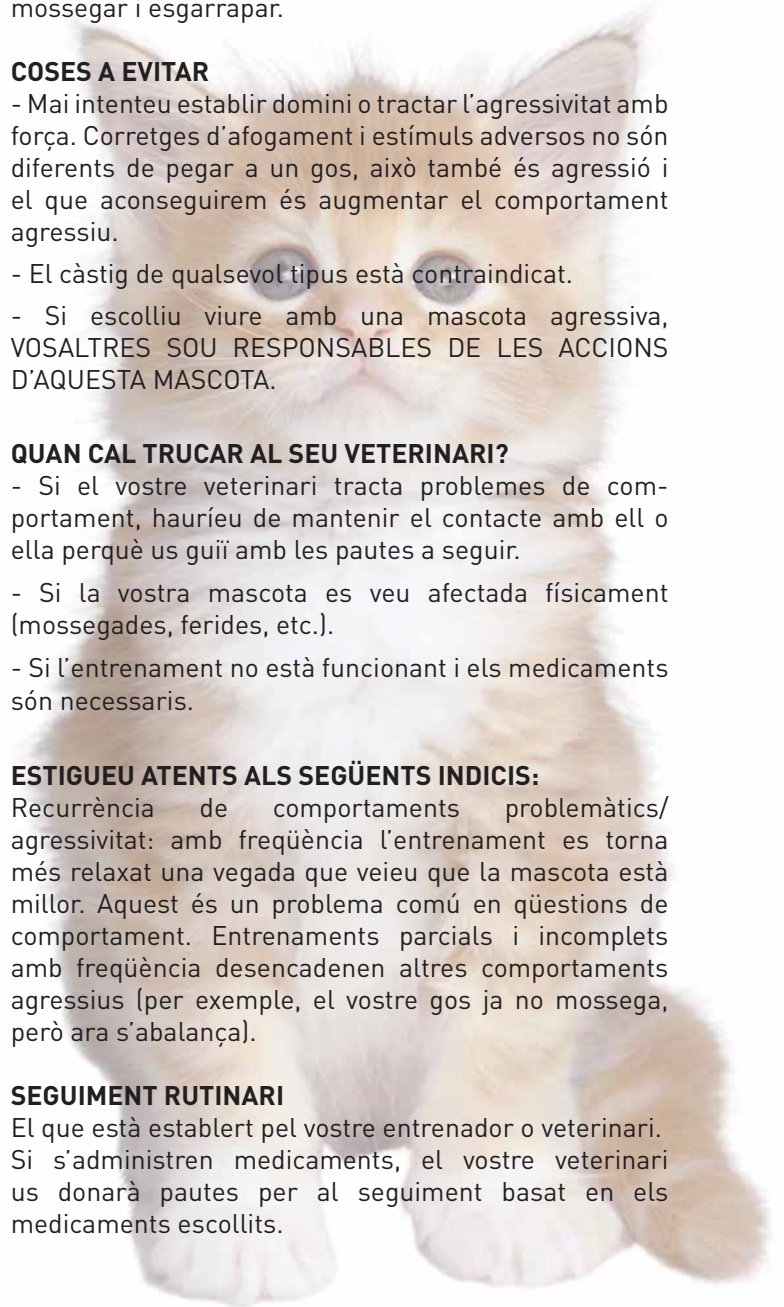 mossegar i esgarrapar.
COSES A EVITAR
- Mai intenteu establir domini o tractar l’agressivitat amb
força. Corretges d’afogament i estímuls adversos no són
diferents de pegar a un gos, això també és agressió i
el que aconseguirem és augmentar el comportament
agressiu.
- El càstig de qualsevol tipus està contraindicat.
- Si escolliu viure amb una mascota agressiva,
VOSALTRES SOU RESPONSABLES DE LES ACCIONS
D’AQUESTA MASCOTA.
QUAN CAL TRUCAR AL SEU VETERINARI?
- Si el vostre veterinari tracta problemes de com-
portament, hauríeu de mantenir el contacte amb ell o
ella perquè us guiï amb les pautes a seguir.
- Si la vostra mascota es veu afectada físicament
(mossegades, ferides, etc.).
- Si l’entrenament no està funcionant i els medicaments
són necessaris.
ESTIGUEU ATENTS ALS SEGÜENTS INDICIS:
Recurrència de comportaments problemàtics/
agressivitat: amb freqüència l’entrenament es torna
més relaxat una vegada que veieu que la mascota està
millor. Aquest és un problema comú en qüestions de
comportament. Entrenaments parcials i incomplets
amb freqüència desencadenen altres comportaments
agressius (per exemple, el vostre gos ja no mossega,
però ara s’abalança).
SEGUIMENT RUTINARI
El que està establert pel vostre entrenador o veterinari.
Si s’administren medicaments, el vostre veterinari
us donarà pautes per al seguiment basat en els
medicaments escollits.